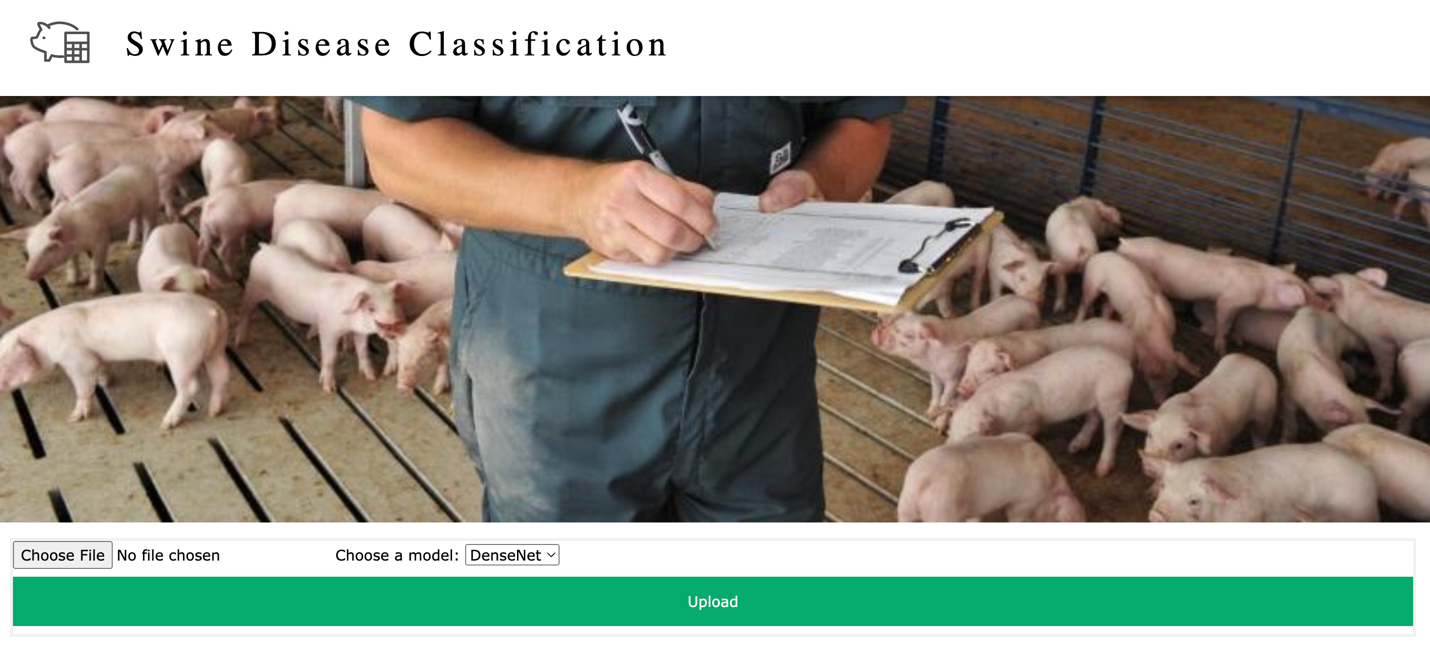 Swine Disease Classification
Choose File No file chosen Choose a model: DenseNet
Upload